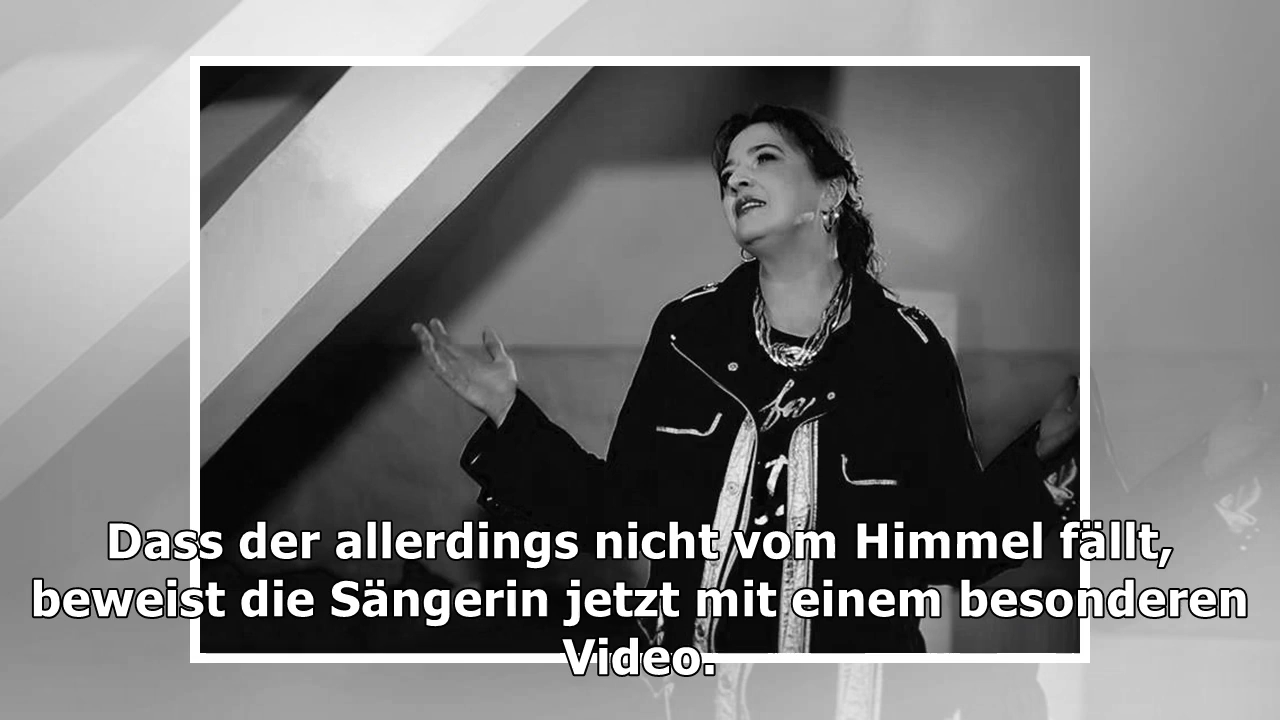 Dass der allerdings nicht vom Himmel fällt,
beweist die Sängerin jetzt mit einem besonderen
Video.